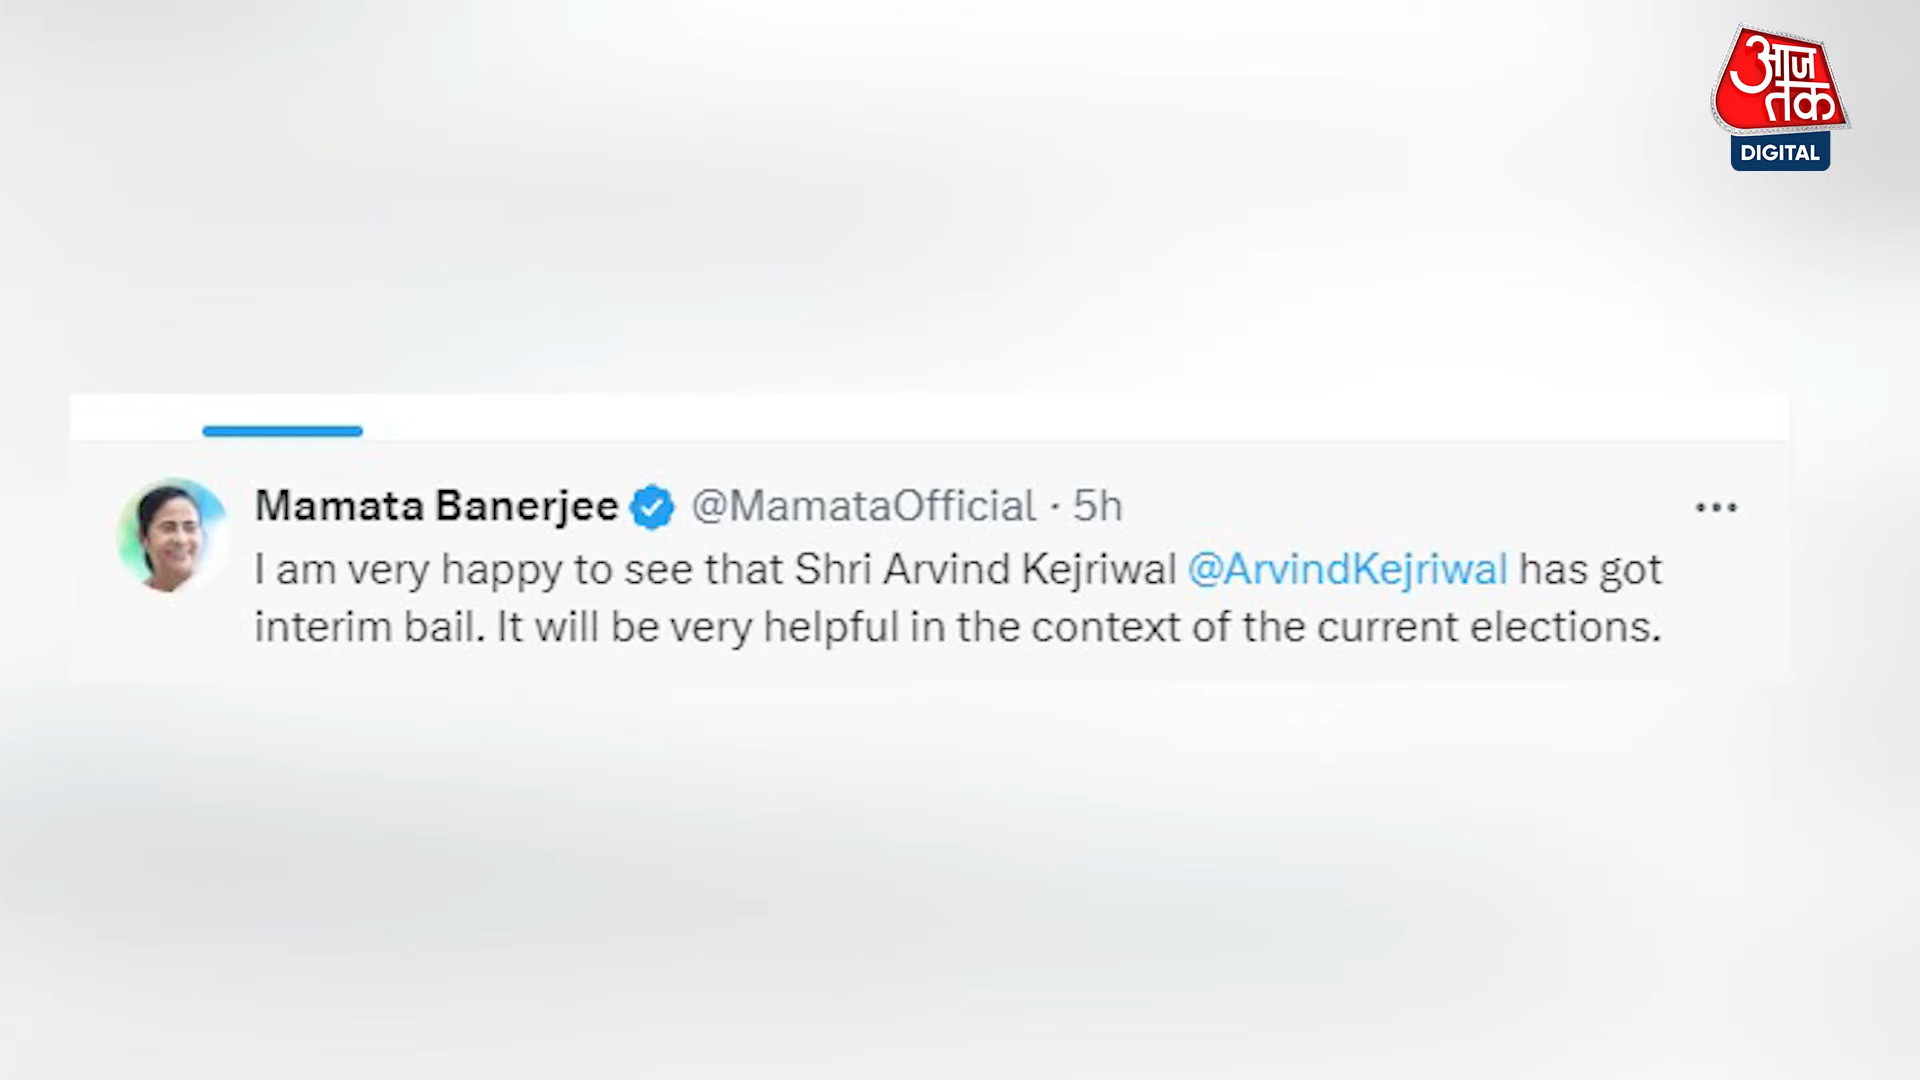 आज
तक
DIGITAL
Mamata Banerjee @MamataOfficial · 5h
I am very happy to see that Shri Arvind Kejriwal @ArvindKejriwal has got
interim bail. It will be very helpful in the context of the current elections.